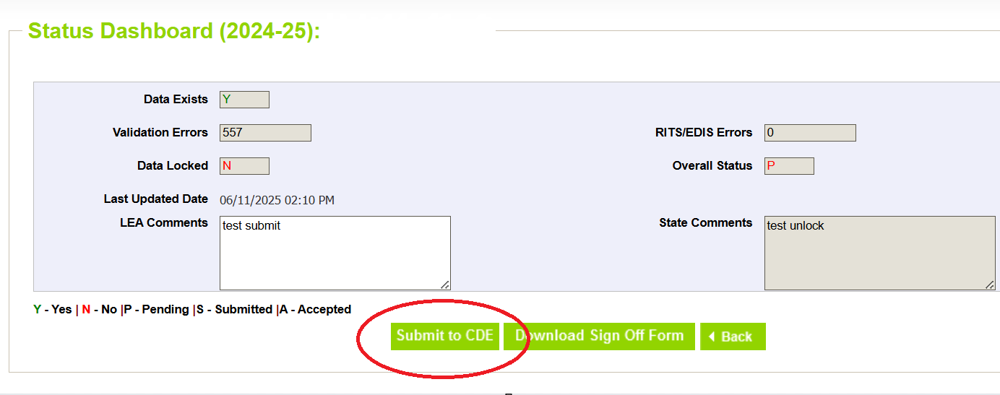 Status Dashboard (2024-25):
Data Exists Y
Validation Errors 557 RITS/EDIS Errors 0
Data Locked N Overall Status P
Last Updated Date 06/11/2025 02:10 PM
LEA Comments test submit State Comments test unlock
Y - Yes | N - No |P - Pending |S - Submitted |A - Accepted
Submit to CDE Download Sign Off Form Back